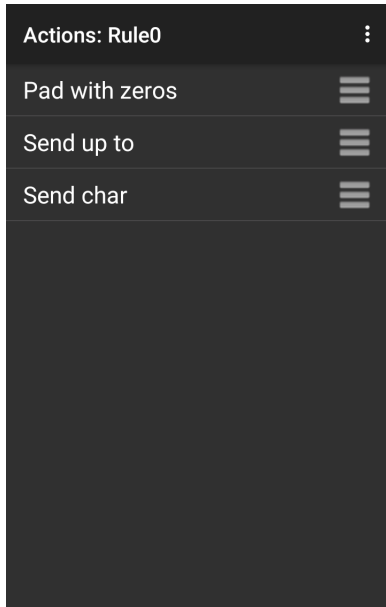 Actions: Rule0
Pad with zeros
Send up to
Send char